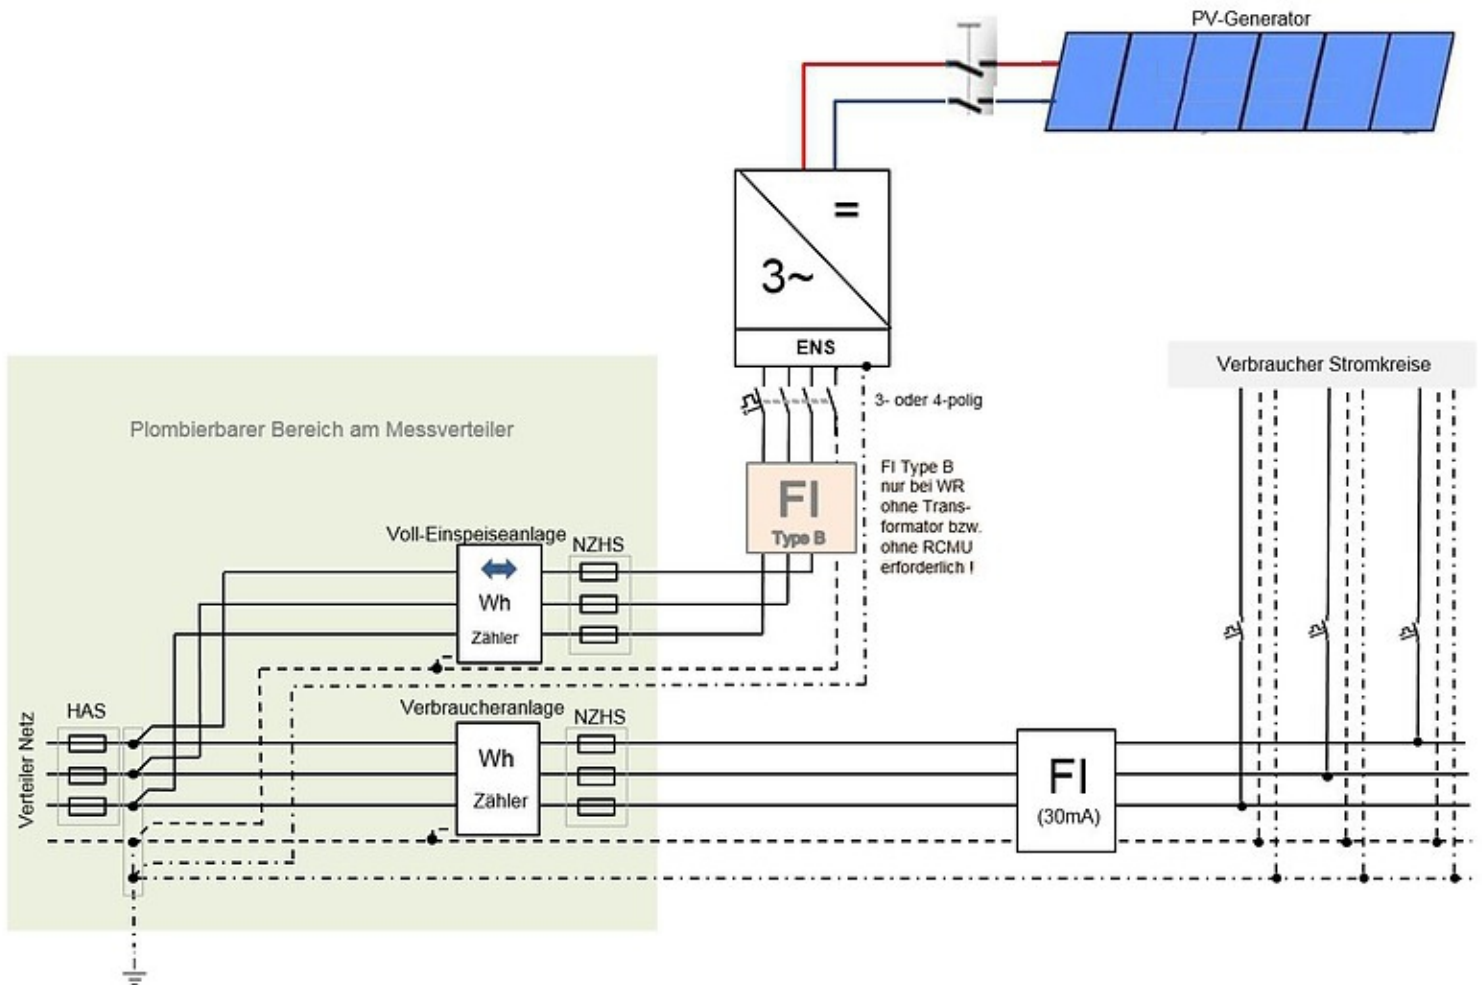 PV-Generator
=
3~
ENS
3- oder 4-polig
Verbraucher Stromkreise
Plombierbarer Bereich am Messverteiler
FI
Type B
FI Type B
nur bei WR
ohne Trans-
formator bzw.
ohne RCMU
erforderlich !
Voll-Einspeiseanlage
NZHS
Wh
Zähler
Verbraucheranlage
NZHS
HAS
Verteiler Netz
Wh
Zähler
FI
(30mA)